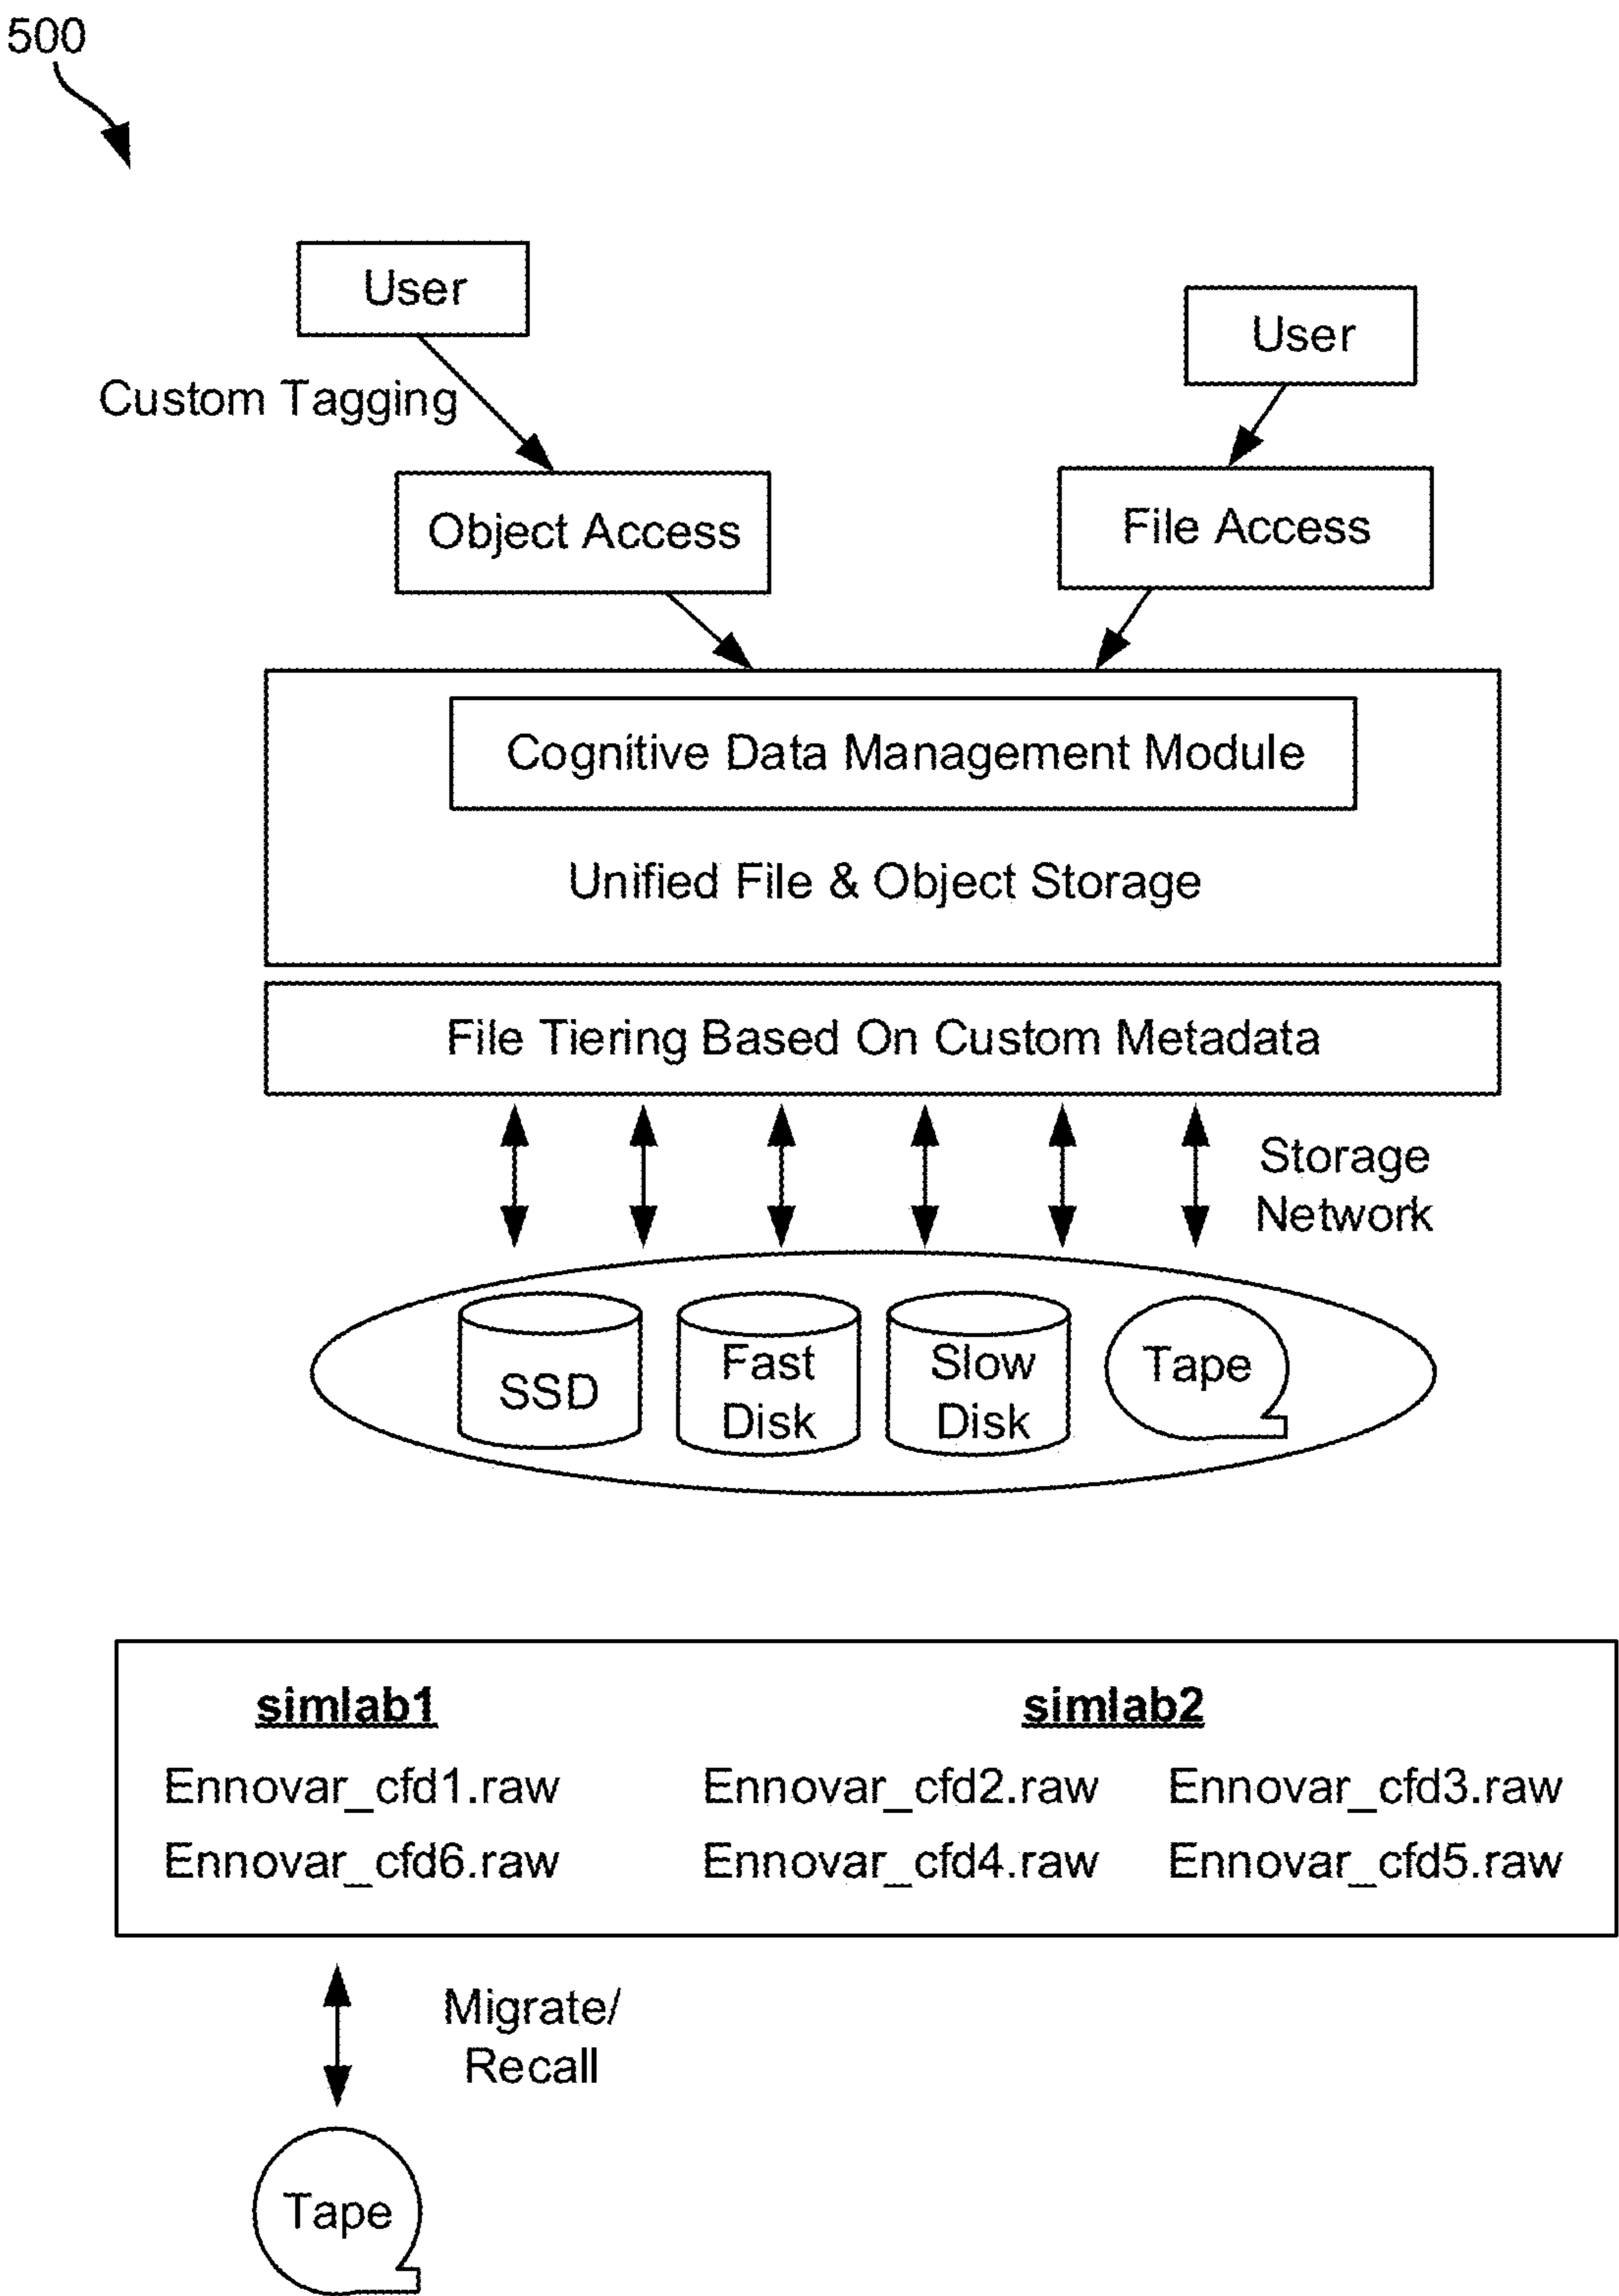 500
User
User
Custom Tagging
Object Access
File Access
Cognitive Data Management Module
Unified File & Object Storage
File Tiering Based On Custom Metadata
Storage
Network
SSD
Fast
Disk
Slow
Disk
Tape
simlab1
simlab2
Ennovar_cfd1.raw
Ennovar_cfd2.raw
Ennovar_cfd3.raw
Ennovar_cfd6.raw
Ennovar_cfd4.raw
Ennovar_cfd5.raw
Migrate/
Recall
Tape